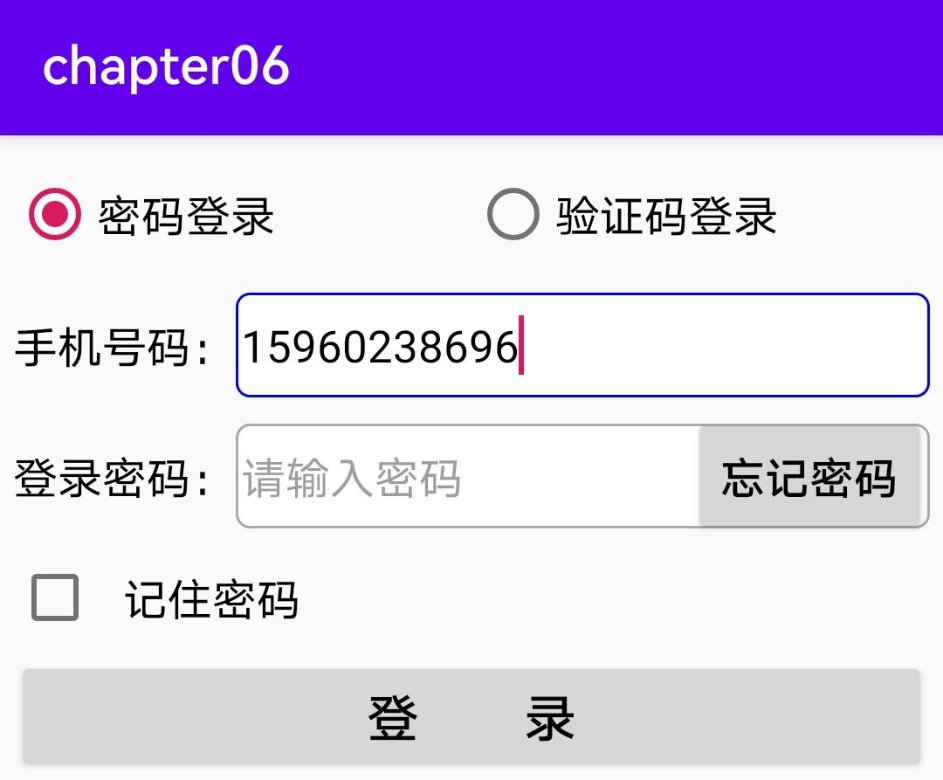 chapter06
密码登录 验证码登录
手机号码： 15960238696
登录密码： 请输入密码 忘记密码
记住密码
登 录